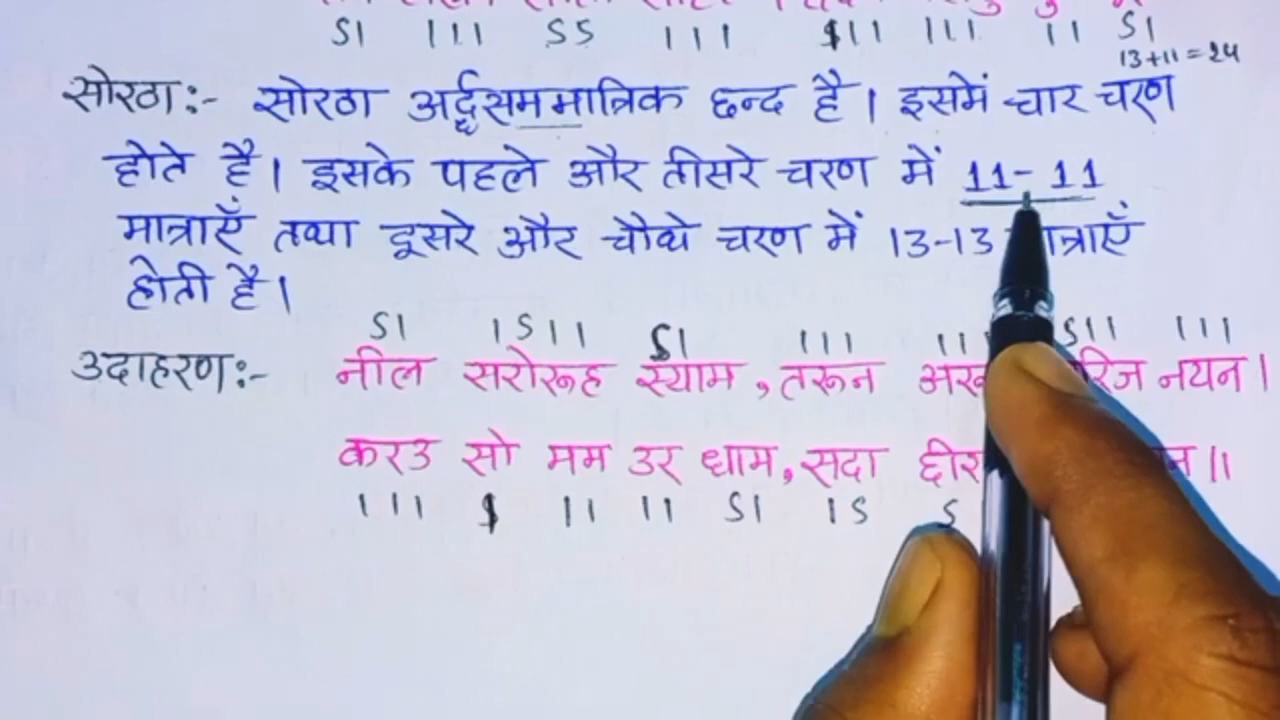 SI III SS III SII III II SI
13+11=24
सोरठा:- सोरठा अर्द्धसममात्रिक छन्द है। इसमें चार चरण
होते है। इसके पहले और तीसरे चरण में 11-11
मात्राएँ तथा दूसरे और चौथे चरण में 13-13
होती है।
SI ISII SI III III SII III
उदाहरण:- नील सरोरूह स्याम, तरून नयन।
करउ सो मम उर धाम, सदा ॥
III S II II SI IS S